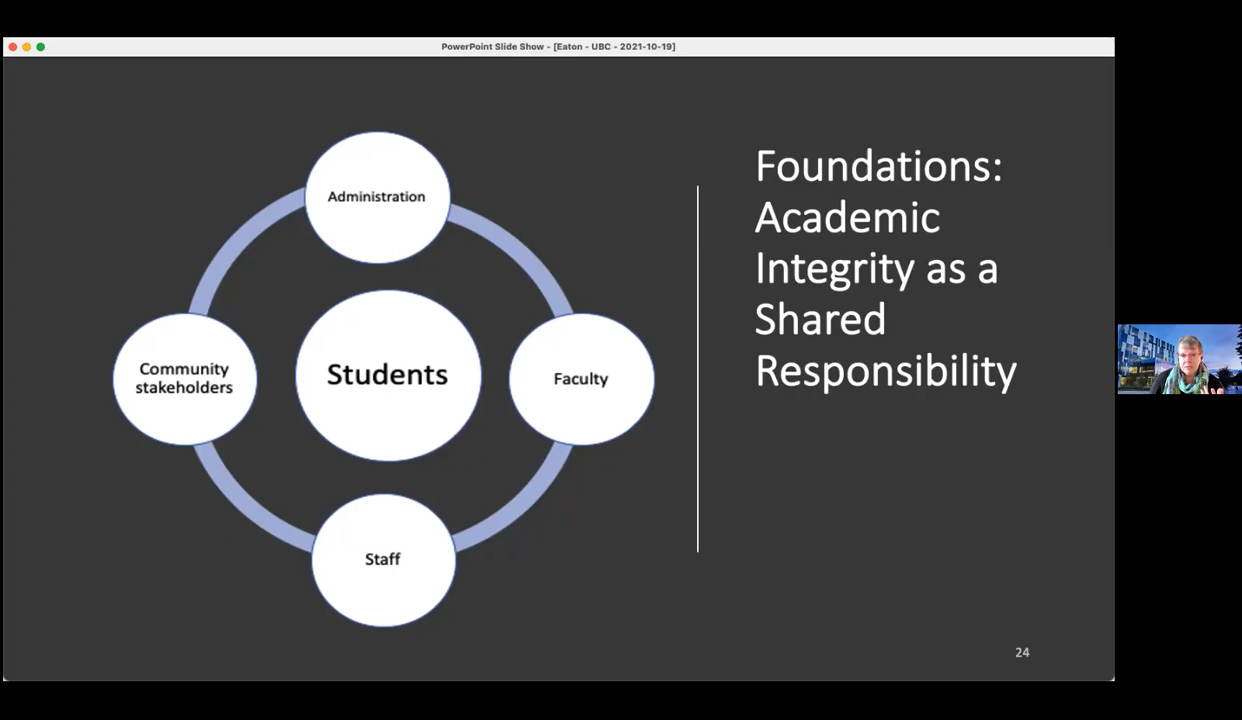 PowerPoint Slide Show - [Eaton - UBC - 2021-10-19]
Administration
Community
stakeholders
Students
Faculty
Staff
Foundations:
Academic
Integrity as a
Shared
Responsibility
24